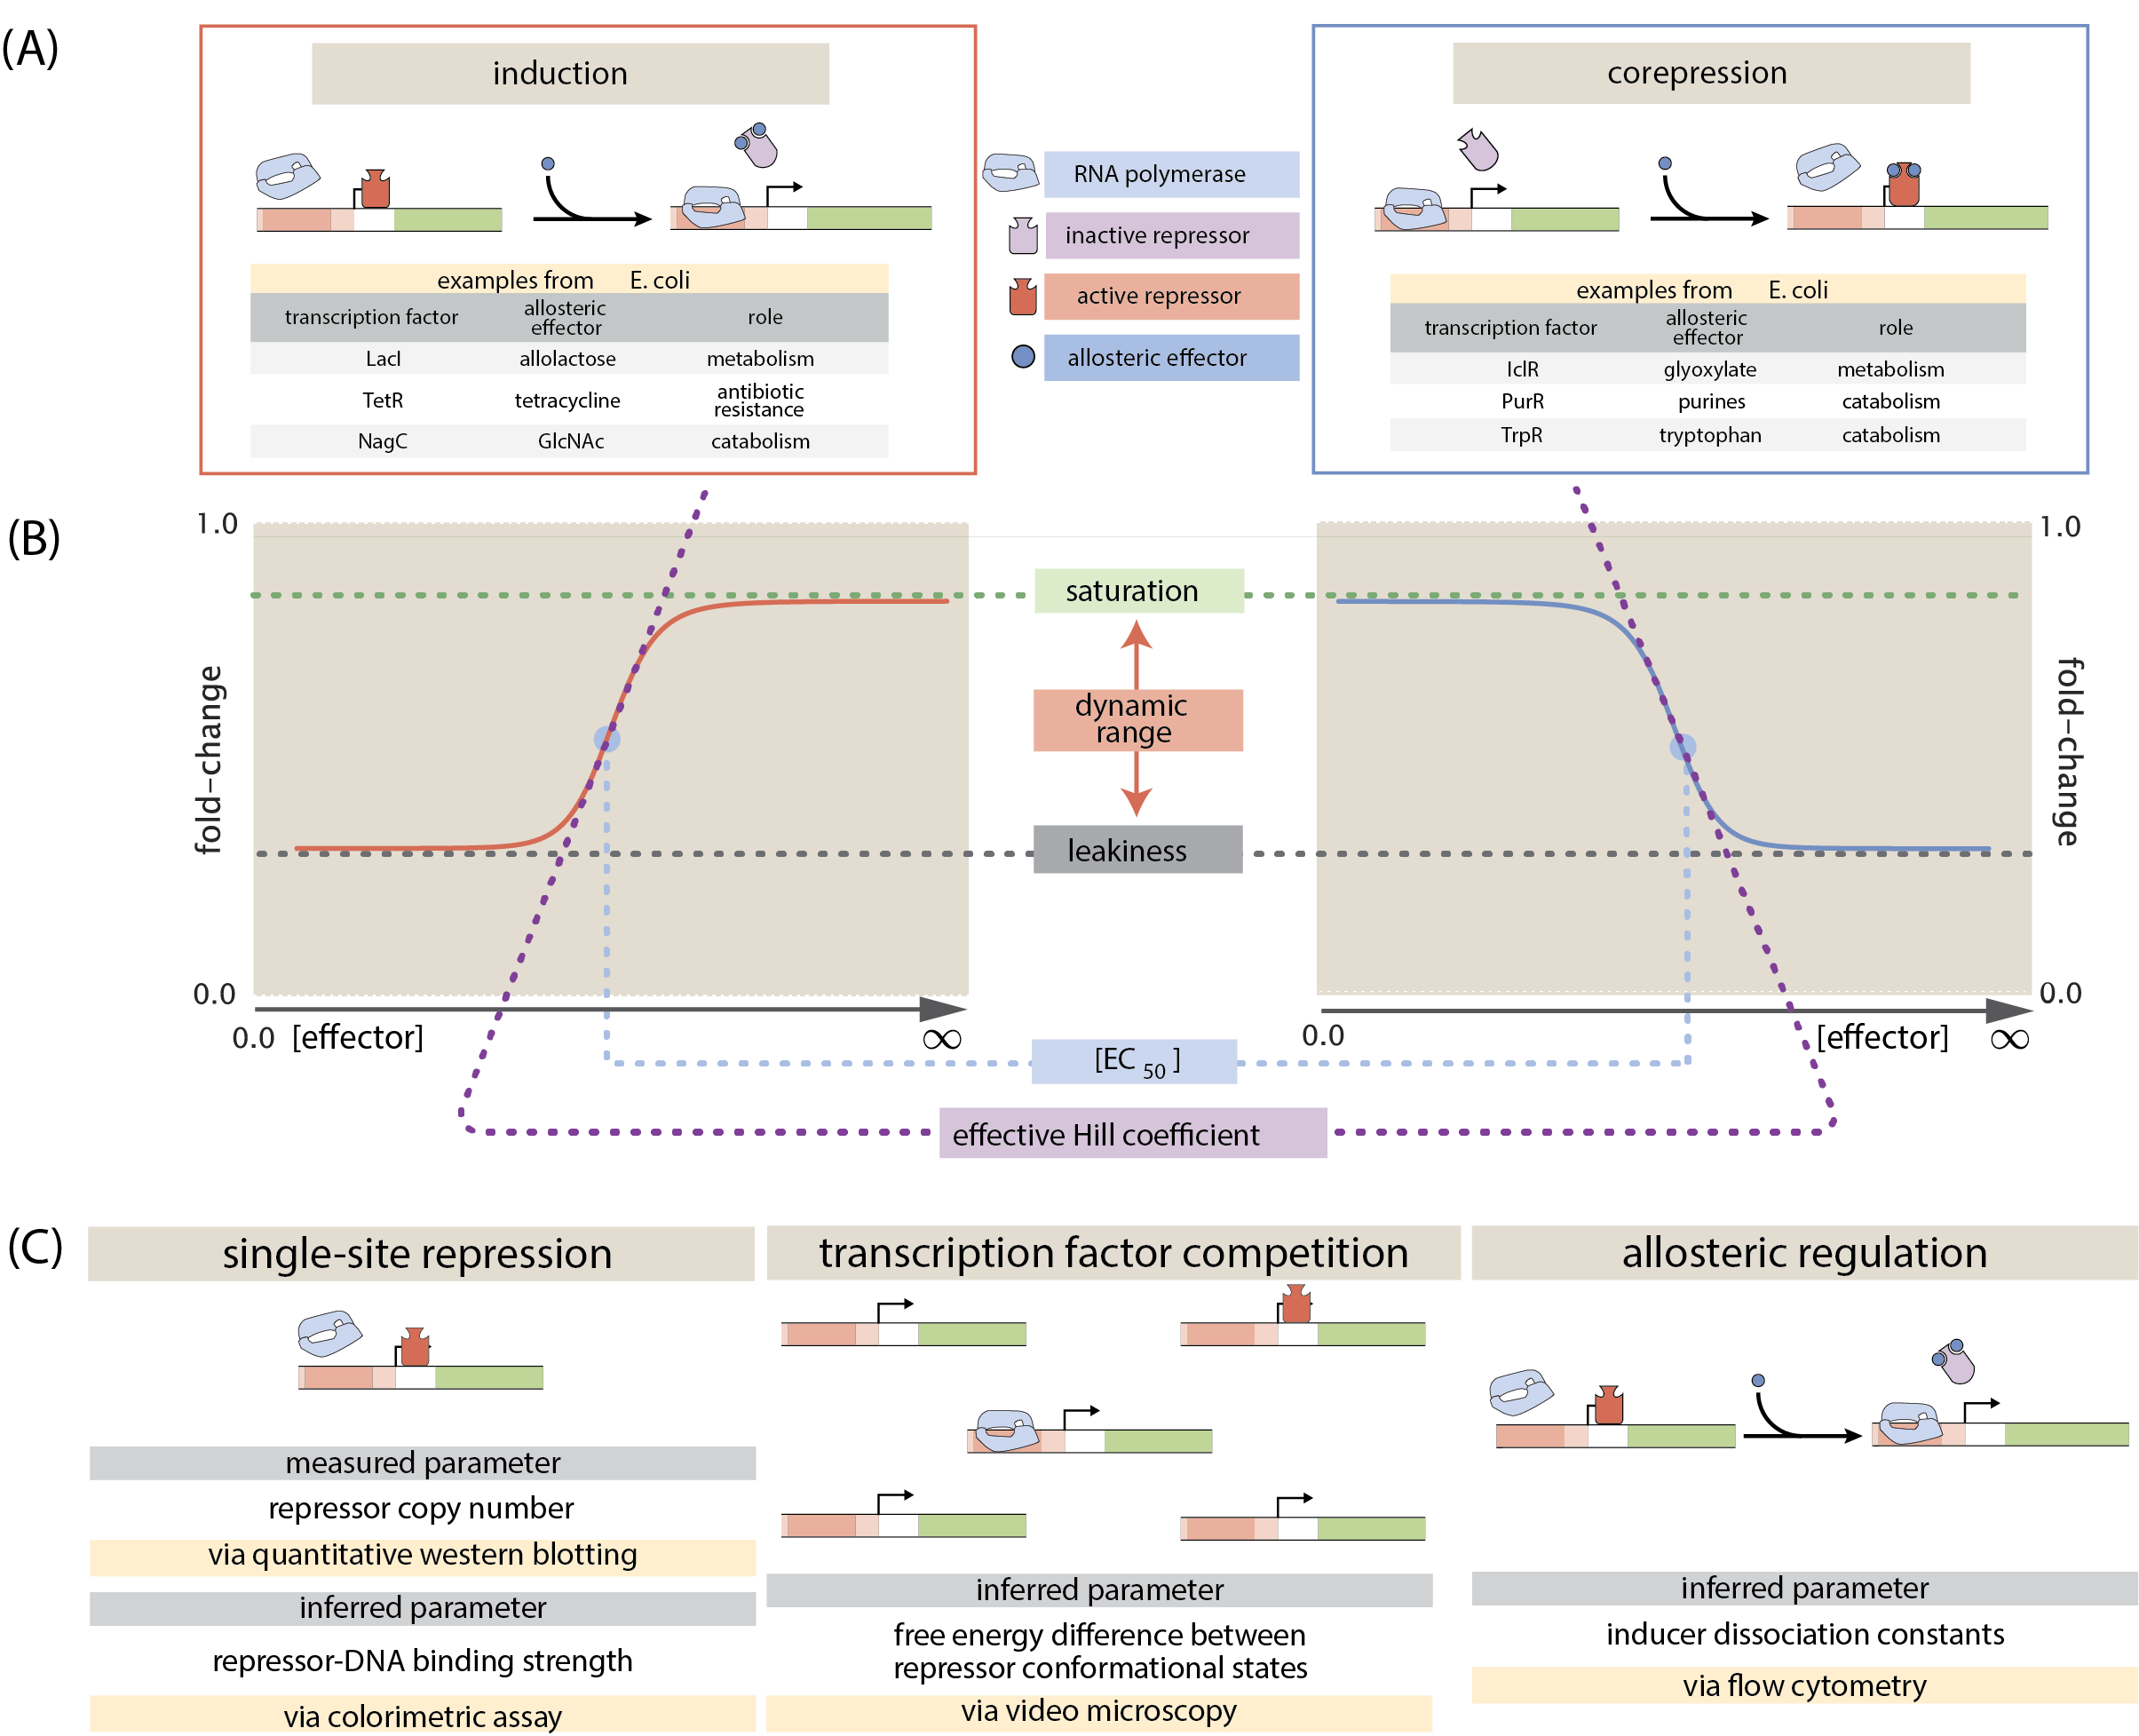 (A)
induction
examples from E. coli
transcription factor
allosteric
effector
role
LacI
allolactose
metabolism
TetR
tetracycline
antibiotic
resistance
NagC
GlcNAc
catabolism
RNA polymerase
inactive repressor
active repressor
allosteric effector
corepression
examples from E. coli
transcription factor
allosteric
effector
role
IclR
glyoxylate
metabolism
PurR
purines
catabolism
TrpR
tryptophan
catabolism
(B)
1.0
fold–change
0.0
0.0
[effector]
∞
saturation
dynamic
range
leakiness
[EC 50 ]
effective Hill coefficient
1.0
fold–change
0.0
0.0
[effector]
∞
(C)
single-site repression
measured parameter
repressor copy number
via quantitative western blotting
inferred parameter
repressor-DNA binding strength
via colorimetric assay
transcription factor competition
inferred parameter
free energy difference between
repressor conformational states
via video microscopy
allosteric regulation
inferred parameter
inducer dissociation constants
via flow cytometry